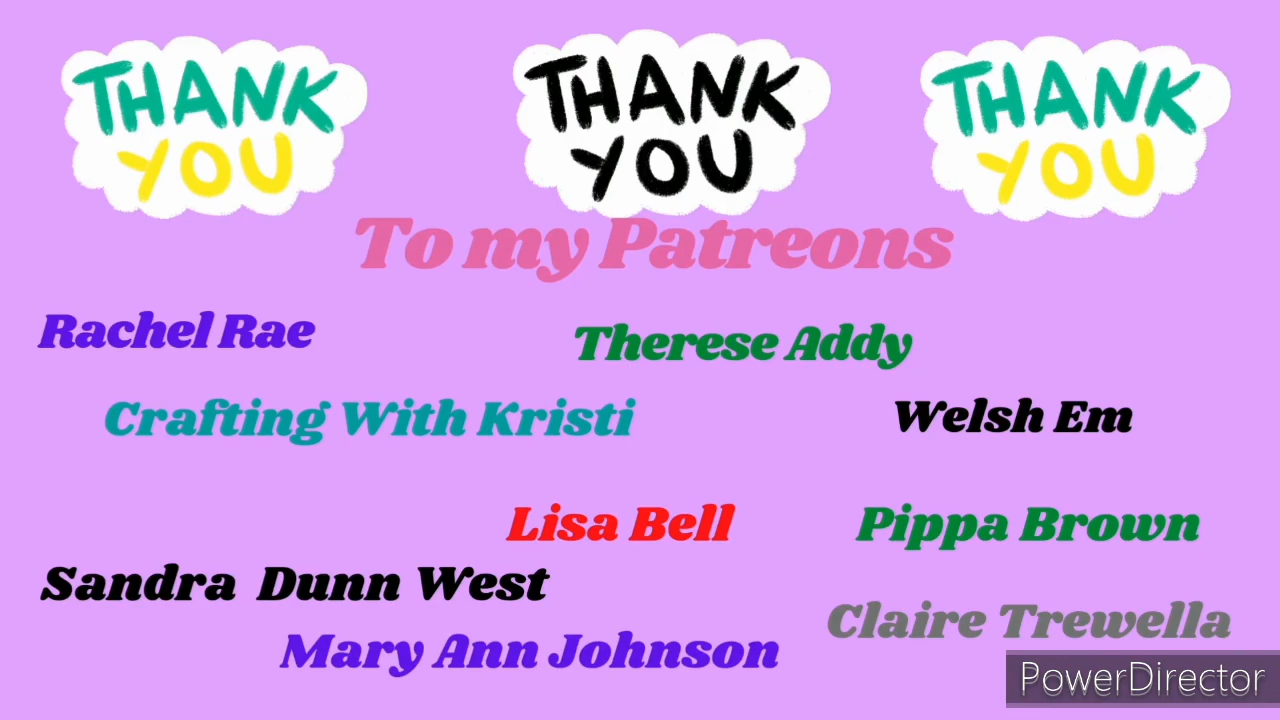 THANK
YOU
THANK
YOU
THANK
YOU
To my Patreons
Rachel Rae
Therese Addy
Crafting With Kristi
Welsh Em
Lisa Bell
Pippa Brown
Sandra Dunn West
Claire Trewella
Mary Ann Johnson
PowerDirector